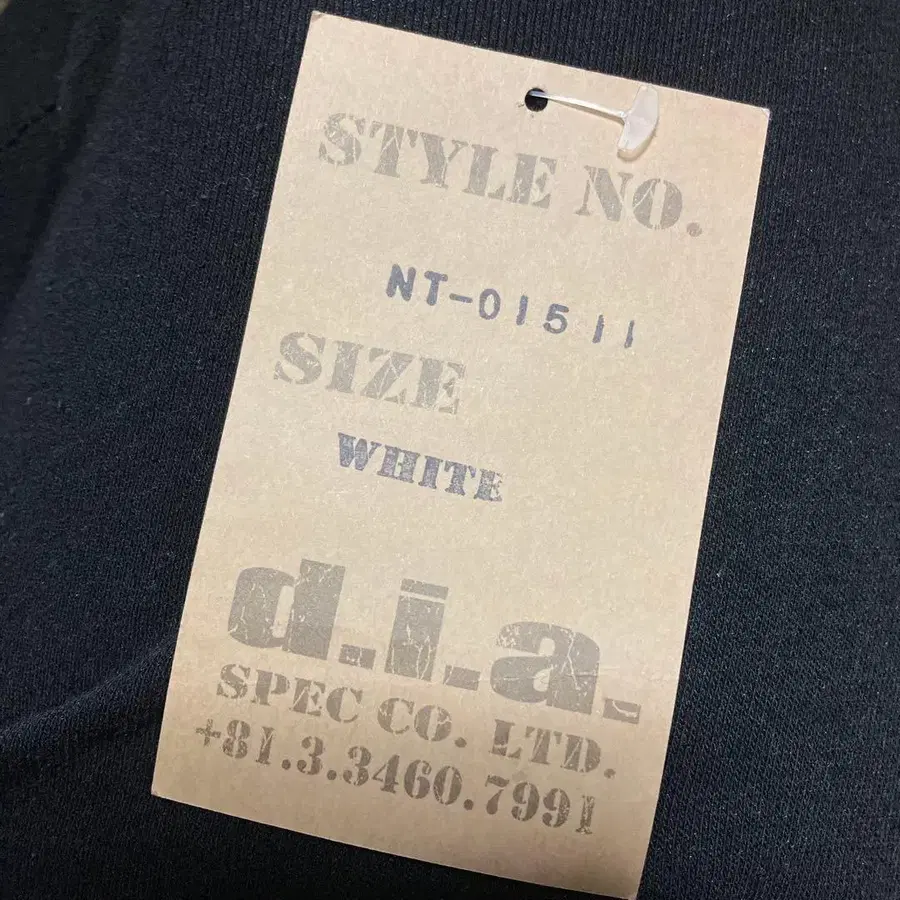 STYLE NO.
NT-01511
SIZE
WHITE
d.i.a.
SPEC CO. LTD.
+81.3.3460.7991